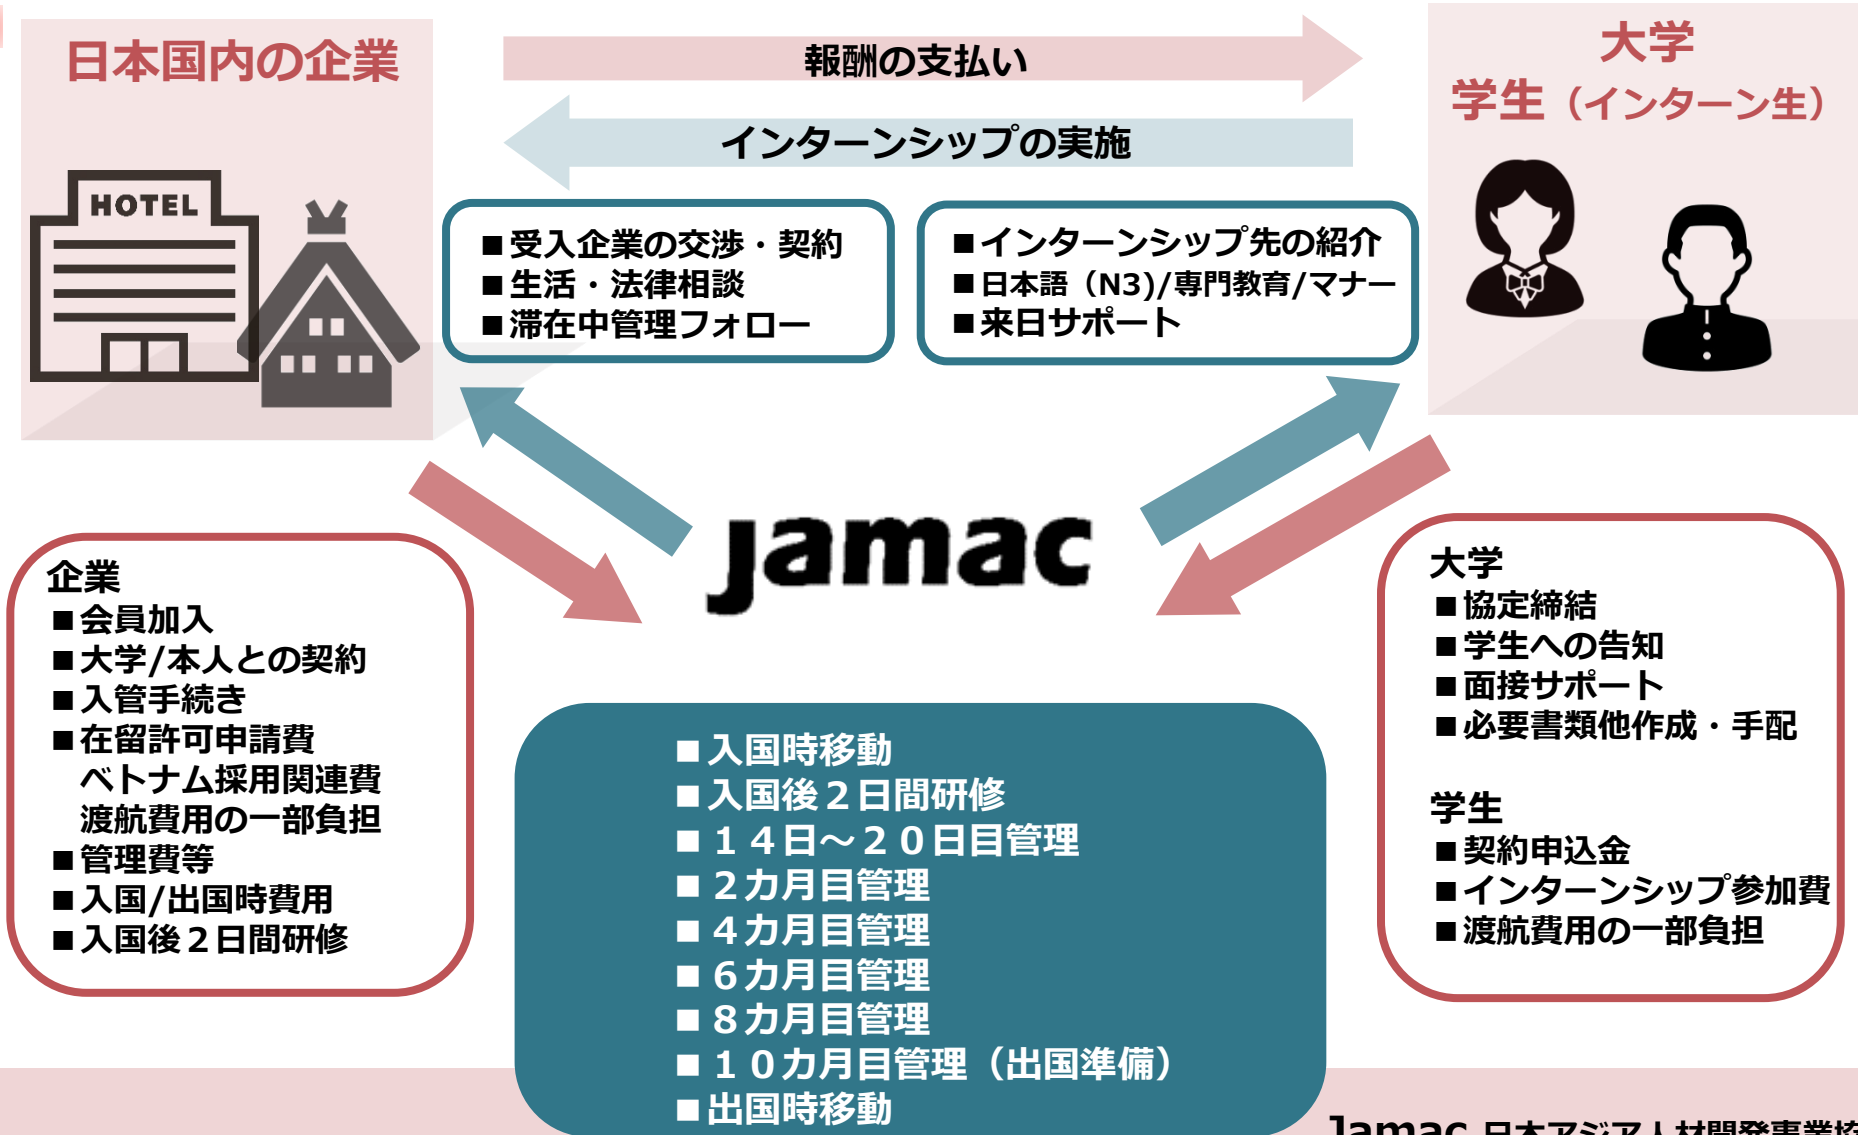 日本国内の企業
報酬の支払い
インターンシップの実施
大学
学生（インターン生）
HOTEL
■受入企業の交渉・契約
■生活・法律相談
■滞在中管理フォロー
■インターンシップ先の紹介
■日本語（N3)/専門教育/マナー
■来日サポート
jamac
企業
■会員加入
■大学/本人との契約
■入管手続き
■在留許可申請費
ベトナム採用関連費
渡航費用の一部負担
■管理費等
■入国/出国時費用
■入国後２日間研修
■入国時移動
■入国後２日間研修
■１４日～２０日目管理
■２カ月目管理
■４カ月目管理
■６カ月目管理
■８カ月目管理
■１０カ月目管理（出国準備）
■出国時移動
大学
■協定締結
■学生への告知
■面接サポート
■必要書類他作成・手配
学生
■契約申込金
■インターンシップ参加費
■渡航費用の一部負担
Jamac 日本アジア人材開発事業協